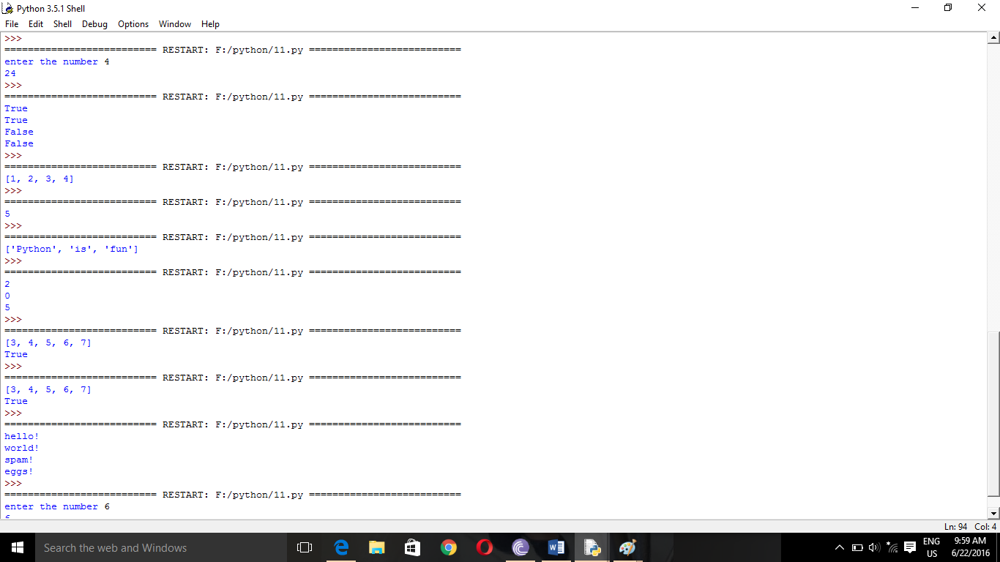 Python 3.5.1 Shell
File Edit Shell Debug Options Window Help
>>>
========================== RESTART: F:/python/11.py ==========================
enter the number 4
24
>>>
========================== RESTART: F:/python/11.py ==========================
True
True
False
False
>>>
========================== RESTART: F:/python/11.py ==========================
[1, 2, 3, 4]
>>>
========================== RESTART: F:/python/11.py ==========================
5
>>>
========================== RESTART: F:/python/11.py ==========================
['Python', 'is', 'fun']
>>>
========================== RESTART: F:/python/11.py ==========================
2
0
5
>>>
========================== RESTART: F:/python/11.py ==========================
[3, 4, 5, 6, 7]
True
>>>
========================== RESTART: F:/python/11.py ==========================
[3, 4, 5, 6, 7]
True
>>>
========================== RESTART: F:/python/11.py ==========================
hello!
world!
spam!
eggs!
>>>
========================== RESTART: F:/python/11.py ==========================
enter the number 6
Ln: 94 Col: 4
Search the web and Windows
ENG
US
9:59 AM
6/22/2016